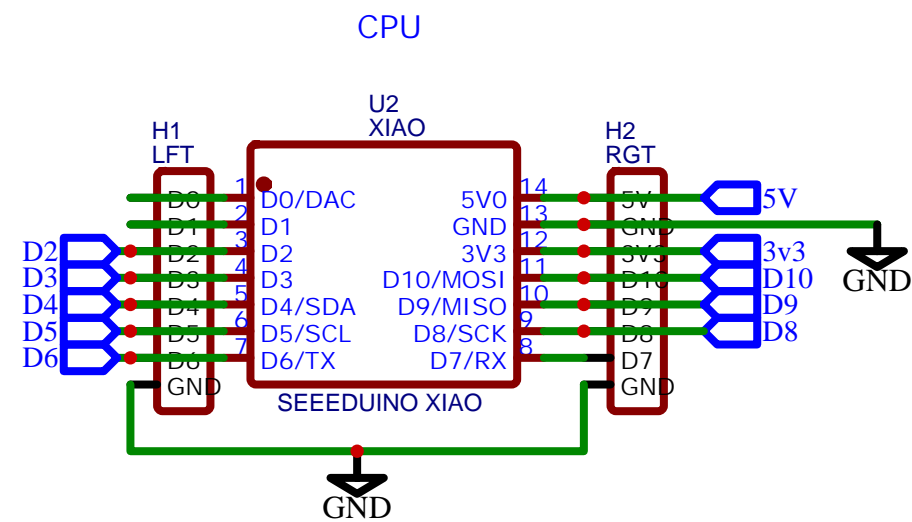 CPU
U2
XIAO
H1
LFT
H2
RGT
D0 1 D0/DAC 5V0 14 5V 5V
D1 2 D1 GND 13 GND
D2 D2 3 D2 3V3 12 3V3 3v3
D3 D3 4 D3 D10/MOSI 11 D10 D10
D4 D4 5 D4/SDA D9/MISO 10 D9 D9
D5 D5 6 D5/SCL D8/SCK 9 D8 D8
D6 D6 7 D6/TX D7/RX 8 D7
GND GND
GND
SEEEDUINO XIAO
GND